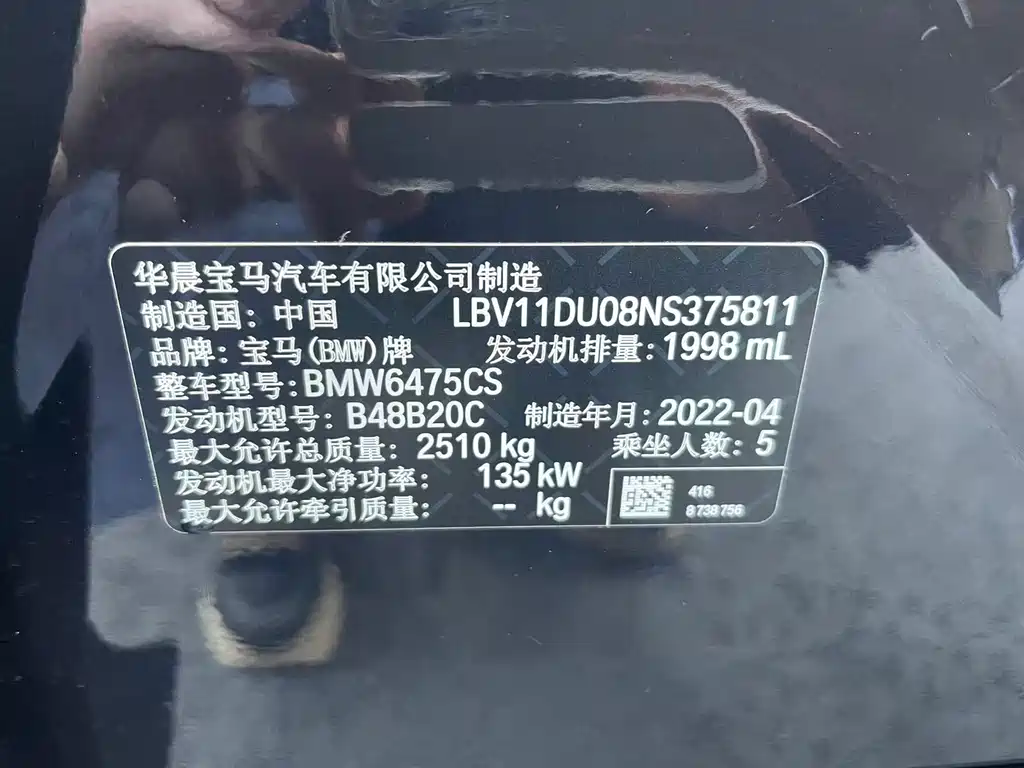 华晨宝马汽车有限公司制造
制造国：中国 LBV11DU08NS375811
品牌：宝马(BMW)牌 发动机排量：1998 mL
整车型号：BMW6475CS
发动机型号：B48B20C 制造年月：2022-04
最大允许总质量：2510 kg 乘坐人数：5
发动机最大净功率：135 kW
最大允许牵引质量：-- kg
416
8 738 756